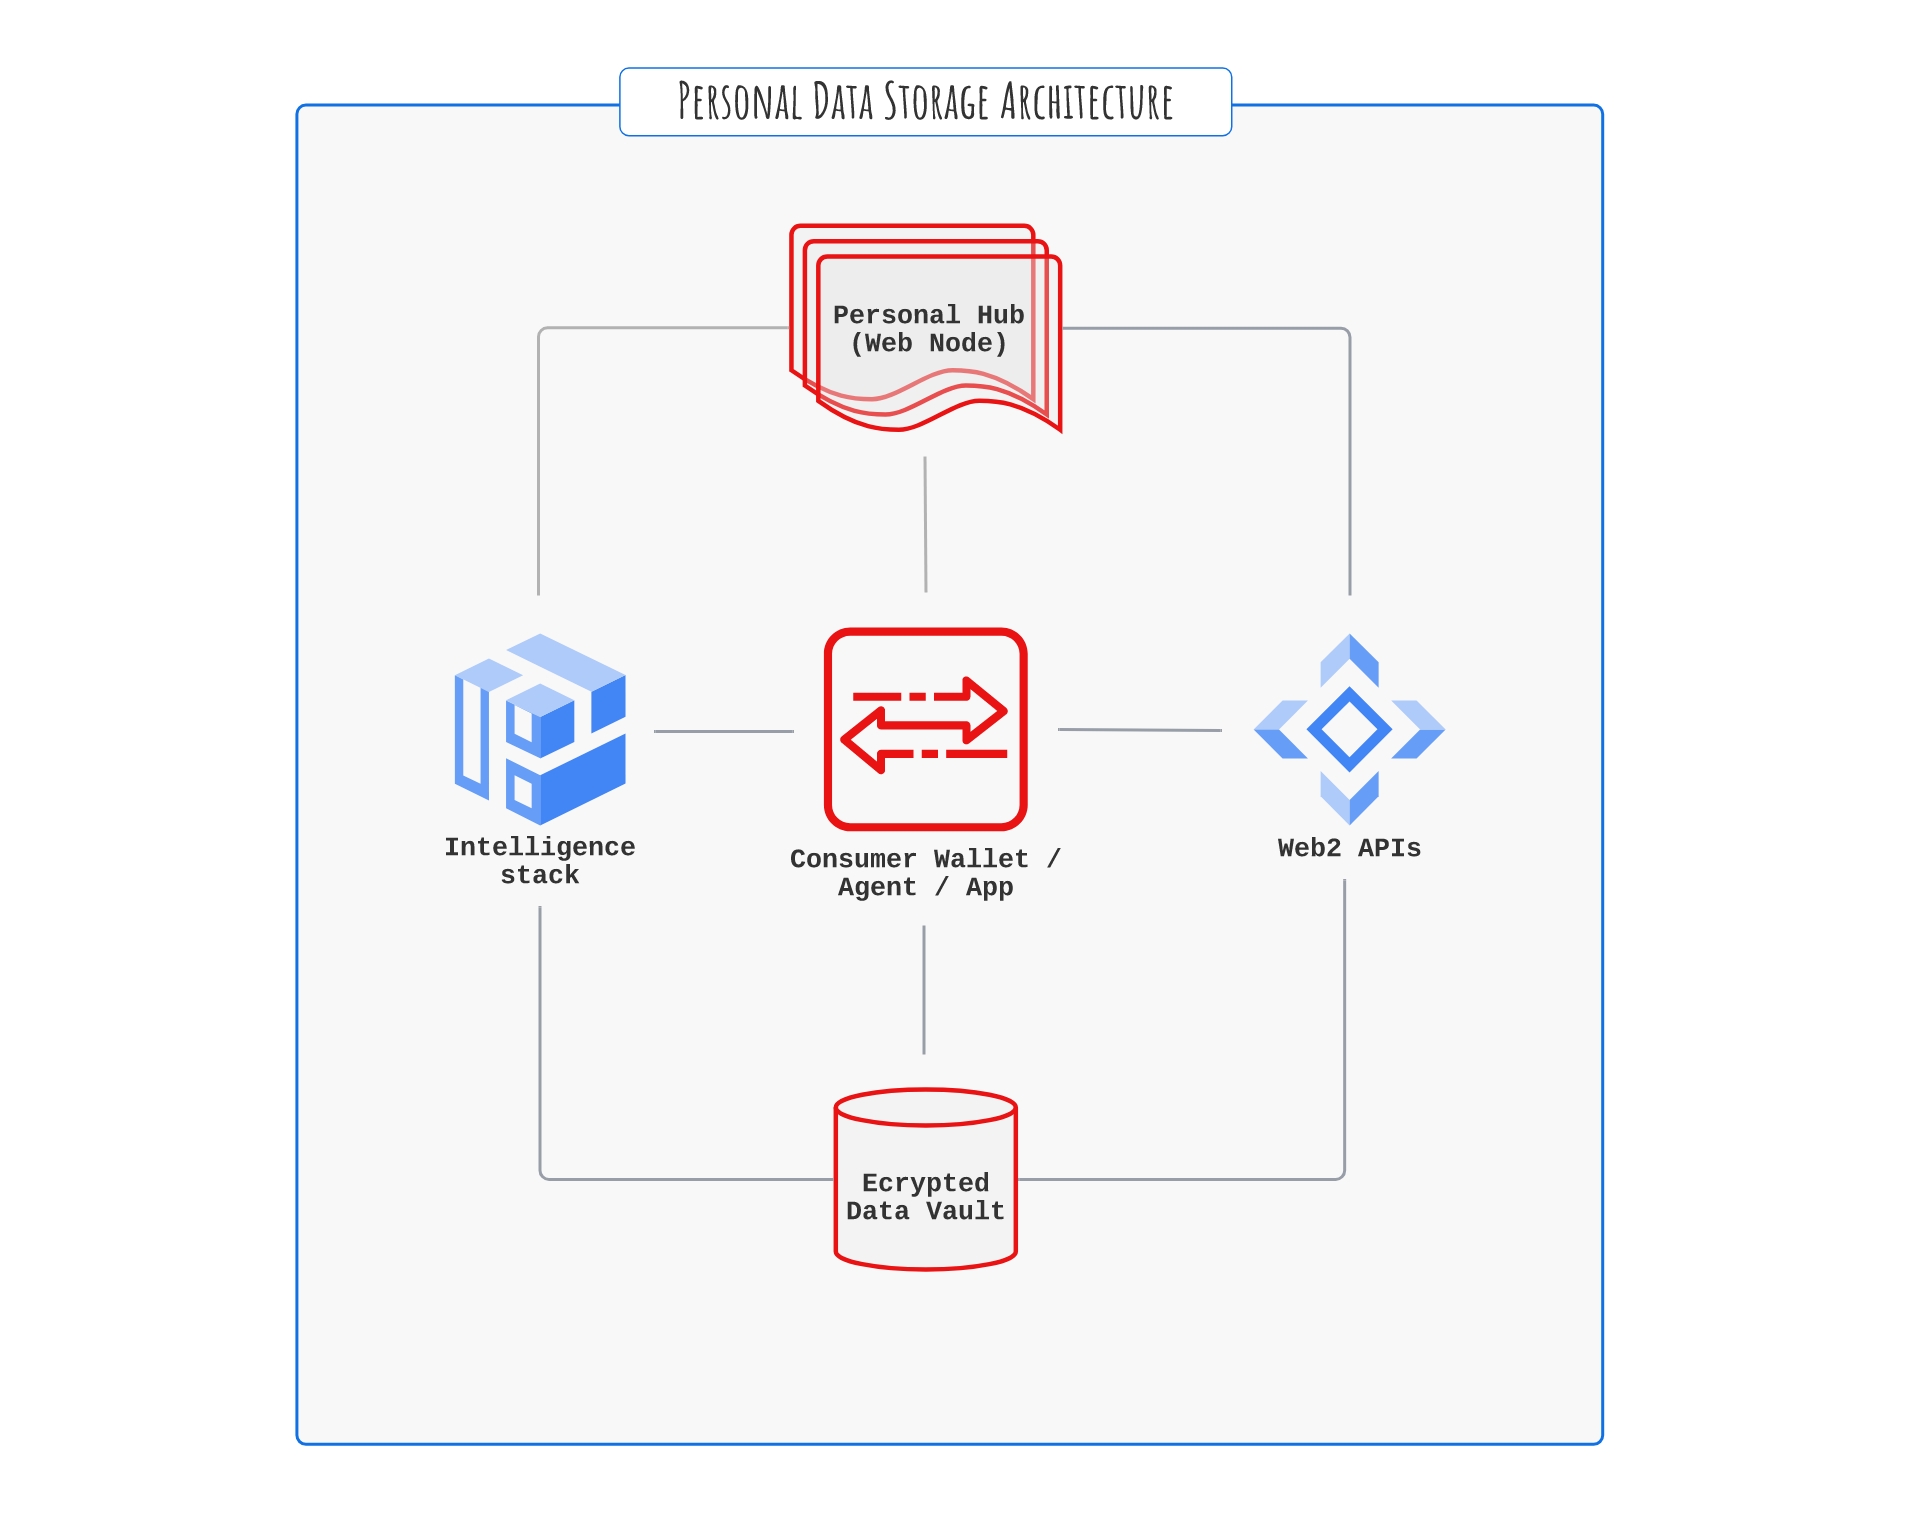 Personal Data Storage Architecture
Personal Hub
(Web Node)
Intelligence
stack
Consumer Wallet /
Agent / App
Web2 APIs
Ecrypted
Data Vault